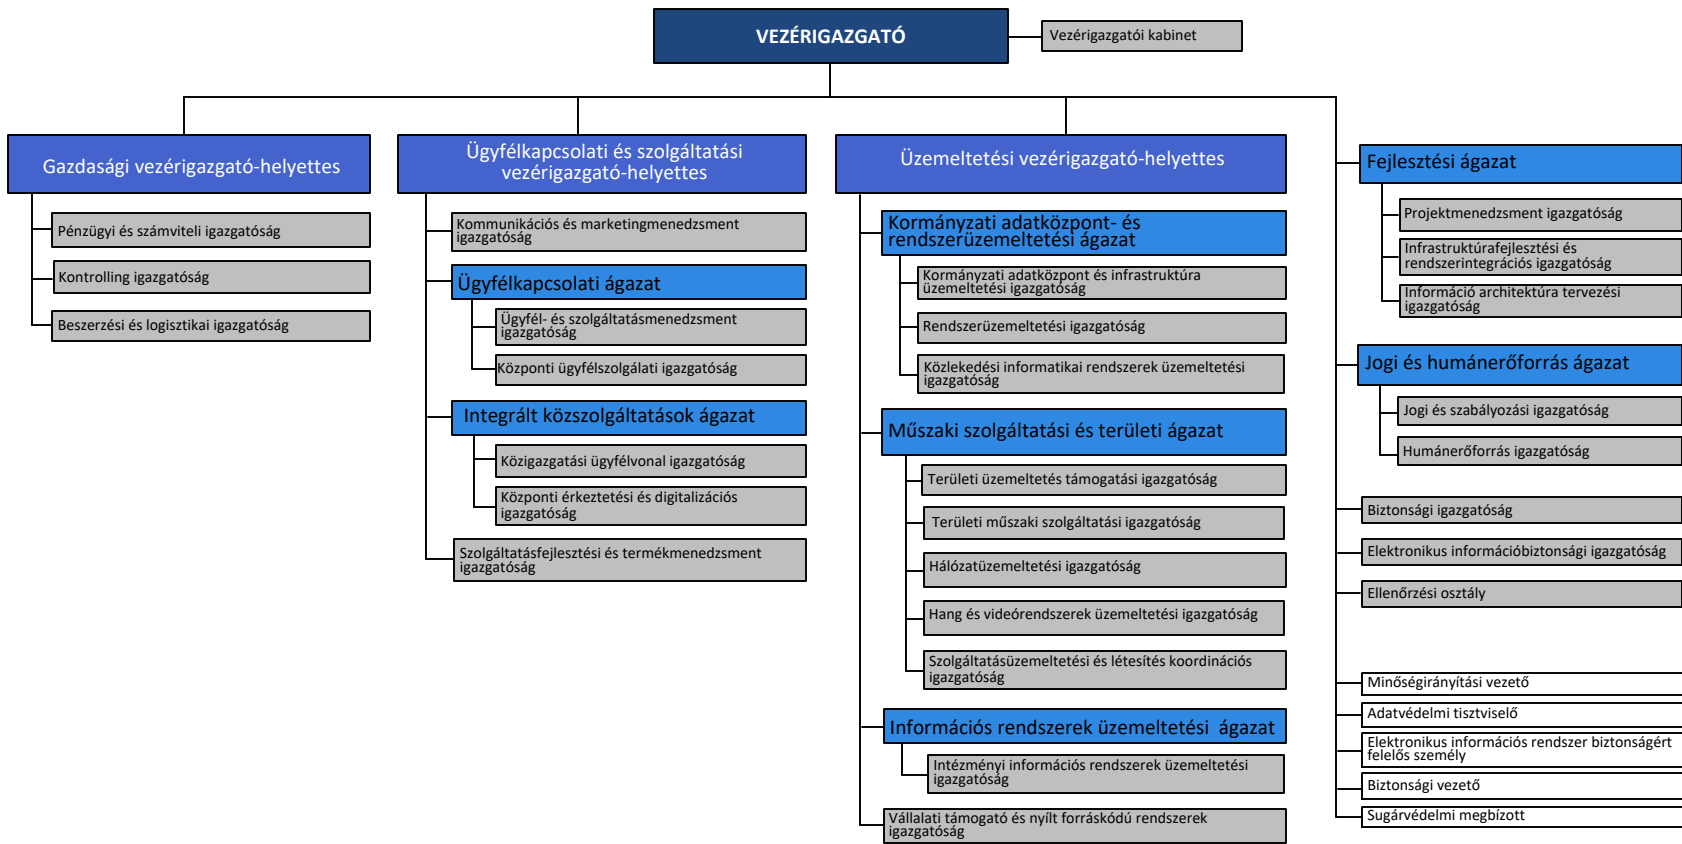 VEZÉRIGAZGATÓ
Vezérigazgatói kabinet
Gazdasági vezérigazgató-helyettes
Pénzügyi és számviteli igazgatóság
Kontrolling igazgatóság
Beszerzési és logisztikai igazgatóság
Ügyfélkapcsolati és szolgáltatási
vezérigazgató-helyettes
Kommunikációs és marketingmenedzsment
igazgatóság
Ügyfélkapcsolati ágazat
Ügyfél- és szolgáltatásmenedzsment
igazgatóság
Központi ügyfélszolgálati igazgatóság
Integrált közszolgáltatások ágazat
Közigazgatási ügyfélvonal igazgatóság
Központi érkeztetési és digitalizációs
igazgatóság
Szolgáltatásfejlesztési és termékmenedzsment
igazgatóság
Üzemeltetési vezérigazgató-helyettes
Kormányzati adatközpont- és
rendszerüzemeltetési ágazat
Kormányzati adatközpont és infrastruktúra
üzemeltetési igazgatóság
Rendszerüzemeltetési igazgatóság
Közlekedési informatikai rendszerek üzemeltetési
igazgatóság
Műszaki szolgáltatási és területi ágazat
Területi üzemeltetés támogatási igazgatóság
Területi műszaki szolgáltatási igazgatóság
Hálózatüzemeltetési igazgatóság
Hang és videórendszerek üzemeltetési igazgatóság
Szolgáltatásüzemeltetési és létesítés koordinációs
igazgatóság
Információs rendszerek üzemeltetési ágazat
Intézményi információs rendszerek üzemeltetési
igazgatóság
Vállalati támogató és nyílt forráskódú rendszerek
igazgatóság
Fejlesztési ágazat
Projektmenedzsment igazgatóság
Infrastruktúrafejlesztési és
rendszerintegrációs igazgatóság
Információ architektúra tervezési
igazgatóság
Jogi és humánerőforrás ágazat
Jogi és szabályozási igazgatóság
Humánerőforrás igazgatóság
Biztonsági igazgatóság
Elektronikus információbiztonsági igazgatóság
Ellenőrzési osztály
Minőségirányítási vezető
Adatvédelmi tisztviselő
Elektronikus információs rendszer biztonságért
felelős személy
Biztonsági vezető
Sugárvédelmi megbízott